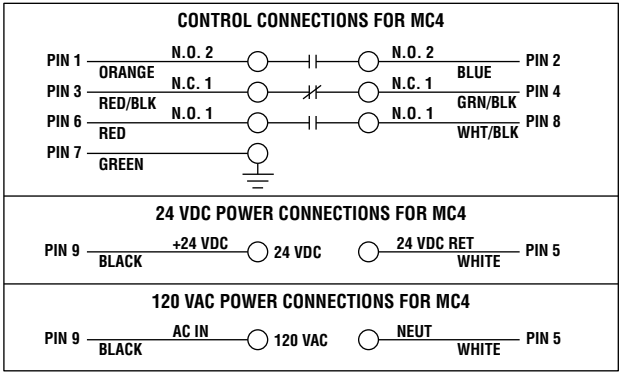 CONTROL CONNECTIONS FOR MC4
PIN 1 N.O. 2 N.O. 2 PIN 2
ORANGE BLUE
PIN 3 N.C. 1 N.C. 1 PIN 4
RED/BLK GRN/BLK
PIN 6 N.O. 1 N.O. 1 PIN 8
RED WHT/BLK
PIN 7
GREEN
24 VDC POWER CONNECTIONS FOR MC4
PIN 9 +24 VDC 24 VDC 24 VDC RET PIN 5
BLACK WHITE
120 VAC POWER CONNECTIONS FOR MC4
PIN 9 AC IN 120 VAC NEUT PIN 5
BLACK WHITE